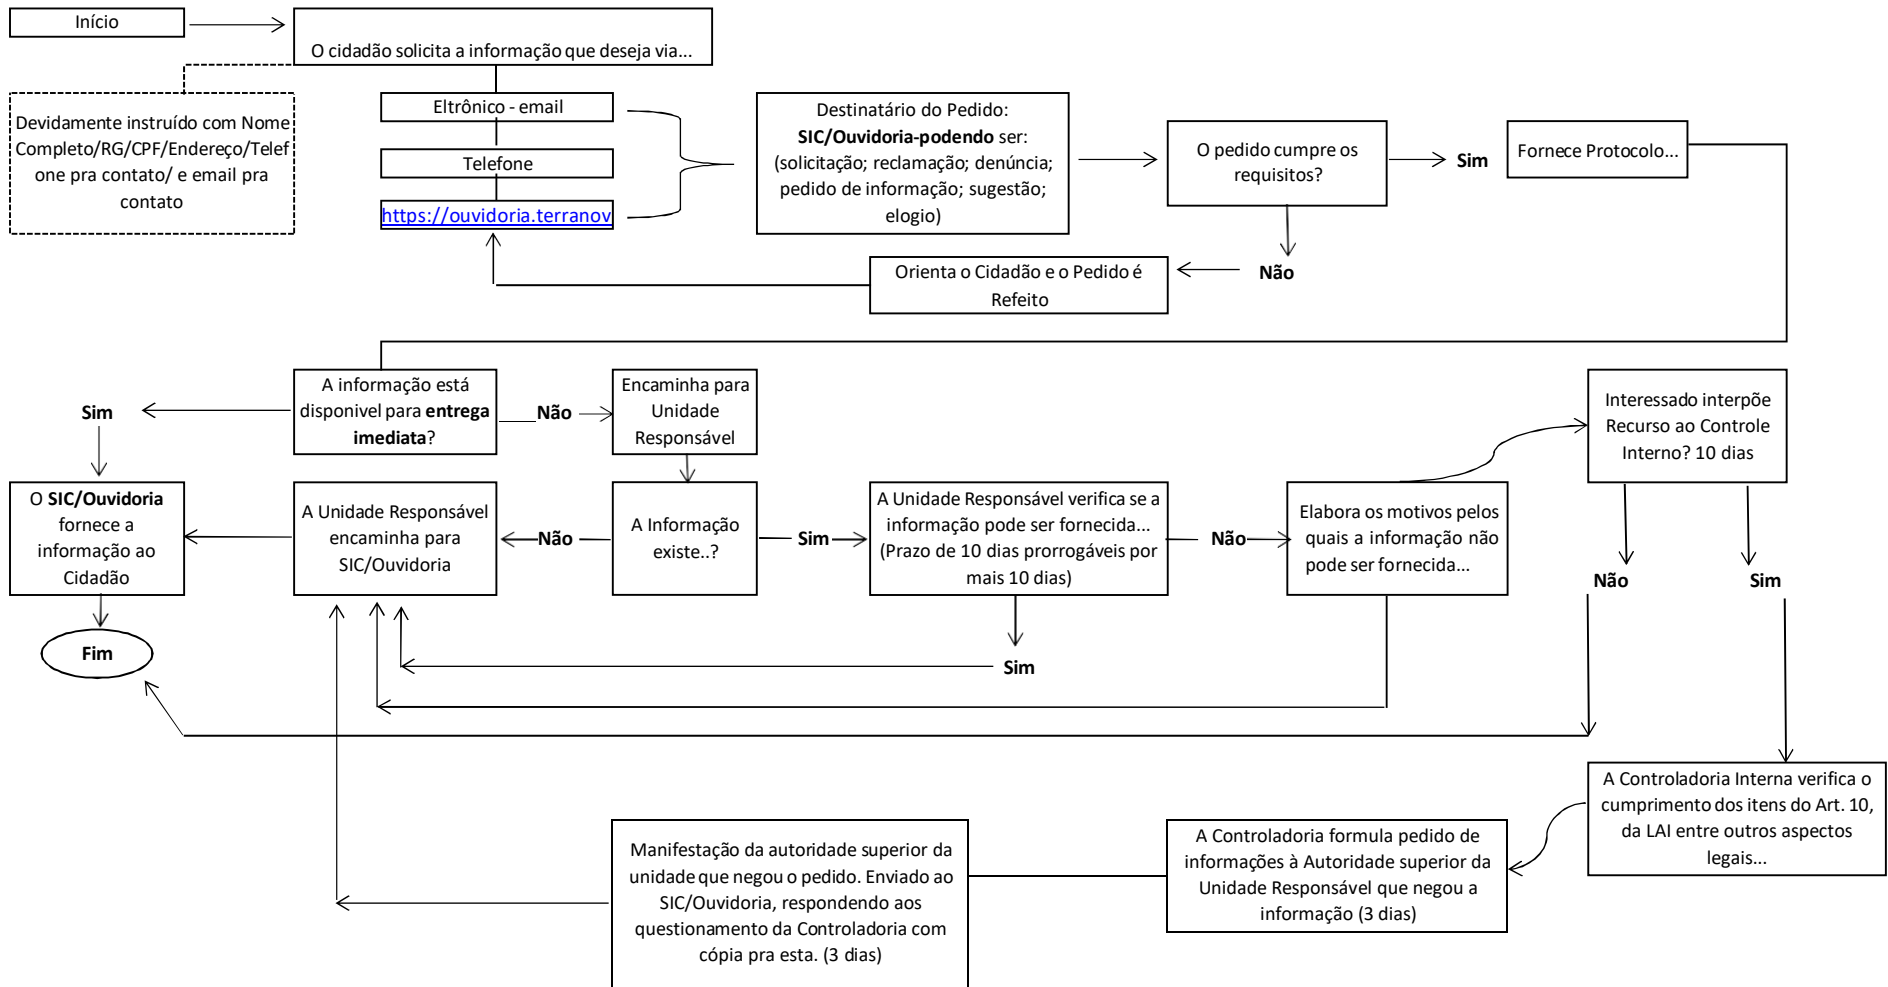 Início
O cidadão solicita a informação que deseja via...
Devidamente instruído com Nome
Completo/RG/CPF/Endereço/Telef
one pra contato/ e email pra
contato
Eltrônico - email
Telefone
https://ouvidoria.terranov
Destinatário do Pedido:
SIC/Ouvidoria-podendo ser:
(solicitação; reclamação; denúncia;
pedido de informação; sugestão;
elogio)
O pedido cumpre os
requisitos?
Sim
Fornece Protocolo...
Não
Orienta o Cidadão e o Pedido é
Refeito
A informação está
disponivel para entrega
imediata?
Sim
Não
Encaminha para
Unidade
Responsável
Interessado interpõe
Recurso ao Controle
Interno? 10 dias
O SIC/Ouvidoria
fornece a
informação ao
Cidadão
A Unidade Responsável
encaminha para
SIC/Ouvidoria
Não
A Informação
existe..?
Sim
A Unidade Responsável verifica se a
informação pode ser fornecida...
(Prazo de 10 dias prorrogáveis por
mais 10 dias)
Não
Elabora os motivos pelos
quais a informação não
pode ser fornecida...
Não
Sim
Fim
Sim
A Controladoria Interna verifica o
cumprimento dos itens do Art. 10,
da LAI entre outros aspectos
legais...
A Controladoria formula pedido de
informações à Autoridade superior da
Unidade Responsável que negou a
informação (3 dias)
Manifestação da autoridade superior da
unidade que negou o pedido. Enviado ao
SIC/Ouvidoria, respondendo aos
questionamento da Controladoria com
cópia pra esta. (3 dias)